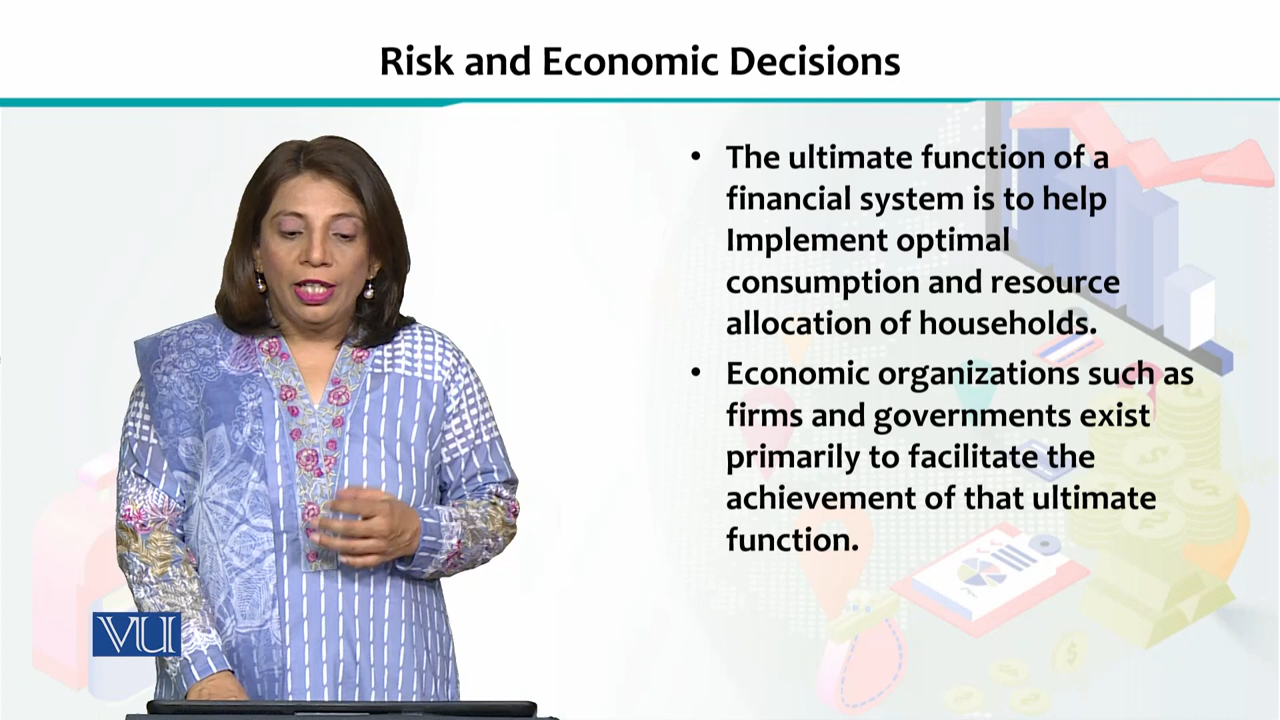 Risk and Economic Decisions
• The ultimate function of a
financial system is to help
Implement optimal
consumption and resource
allocation of households.
• Economic organizations such as
firms and governments exist
primarily to facilitate the
achievement of that ultimate
function.
VU